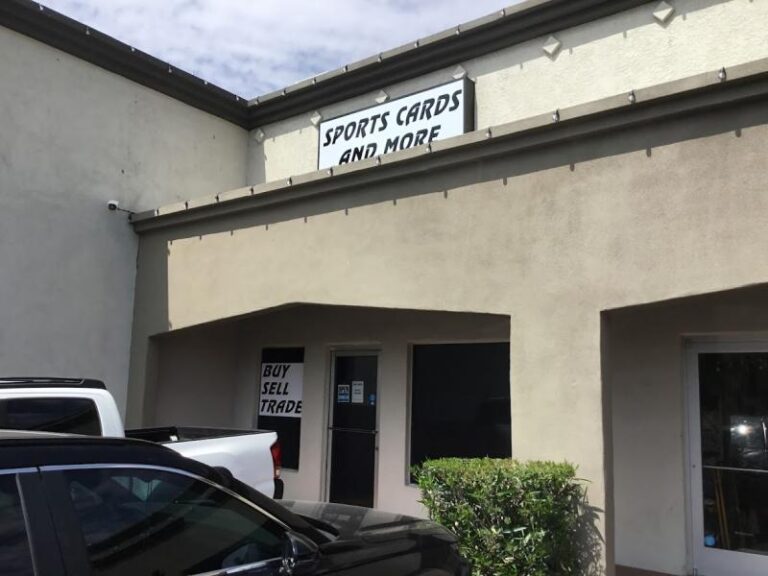 SPORTS CARDS
AND MORE
BUY
SELL
TRADE